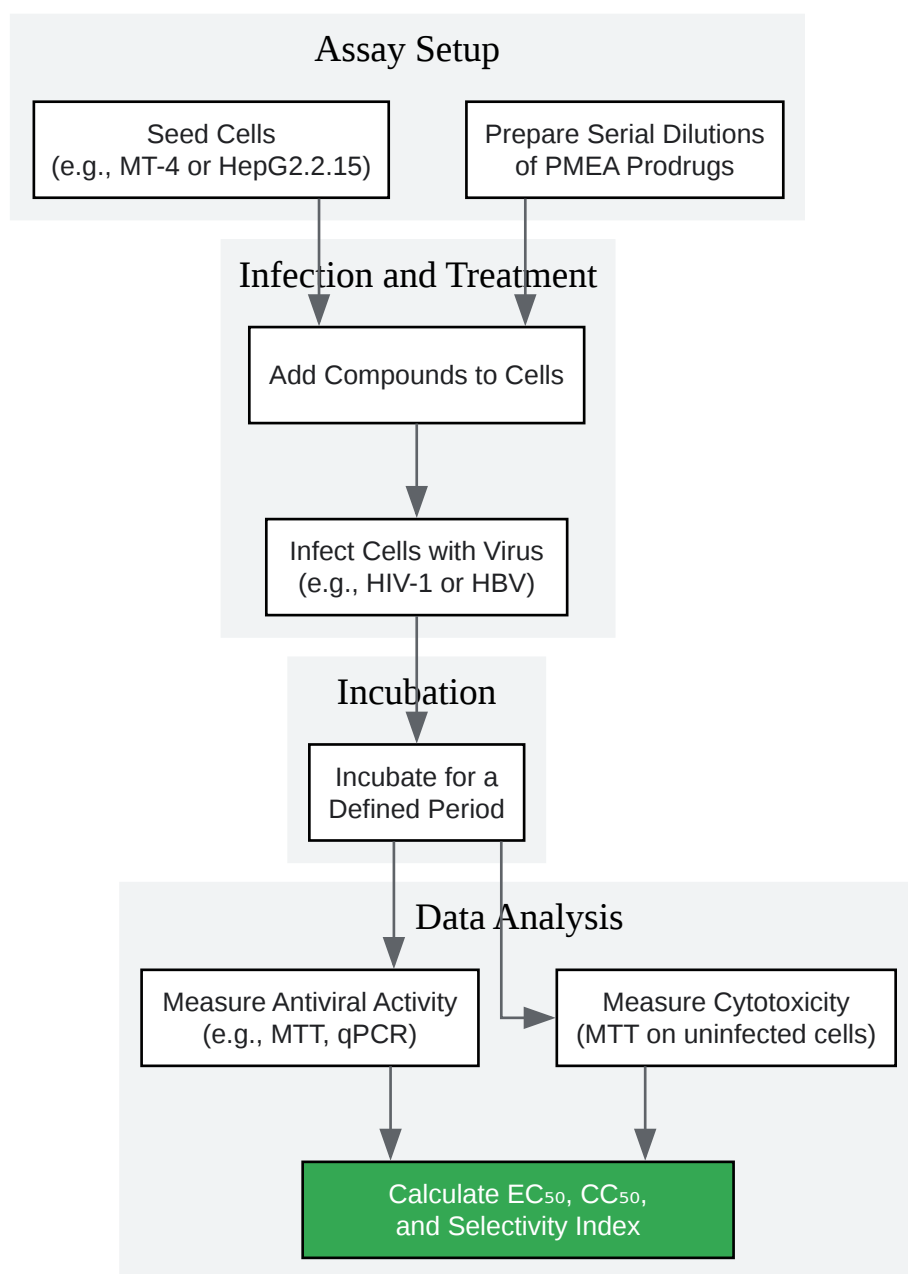 Assay Setup
Seed Cells
(e.g., MT-4 or HepG2.2.15)
Prepare Serial Dilutions
of PMEA Prodrugs
Infection and Treatment
Add Compounds to Cells
Infect Cells with Virus
(e.g., HIV-1 or HBV)
Incubation
Incubate for a
Defined Period
Data Analysis
Measure Antiviral Activity
(e.g., MTT, qPCR)
Measure Cytotoxicity
(MTT on uninfected cells)
Calculate EC₅₀, CC₅₀,
and Selectivity Index